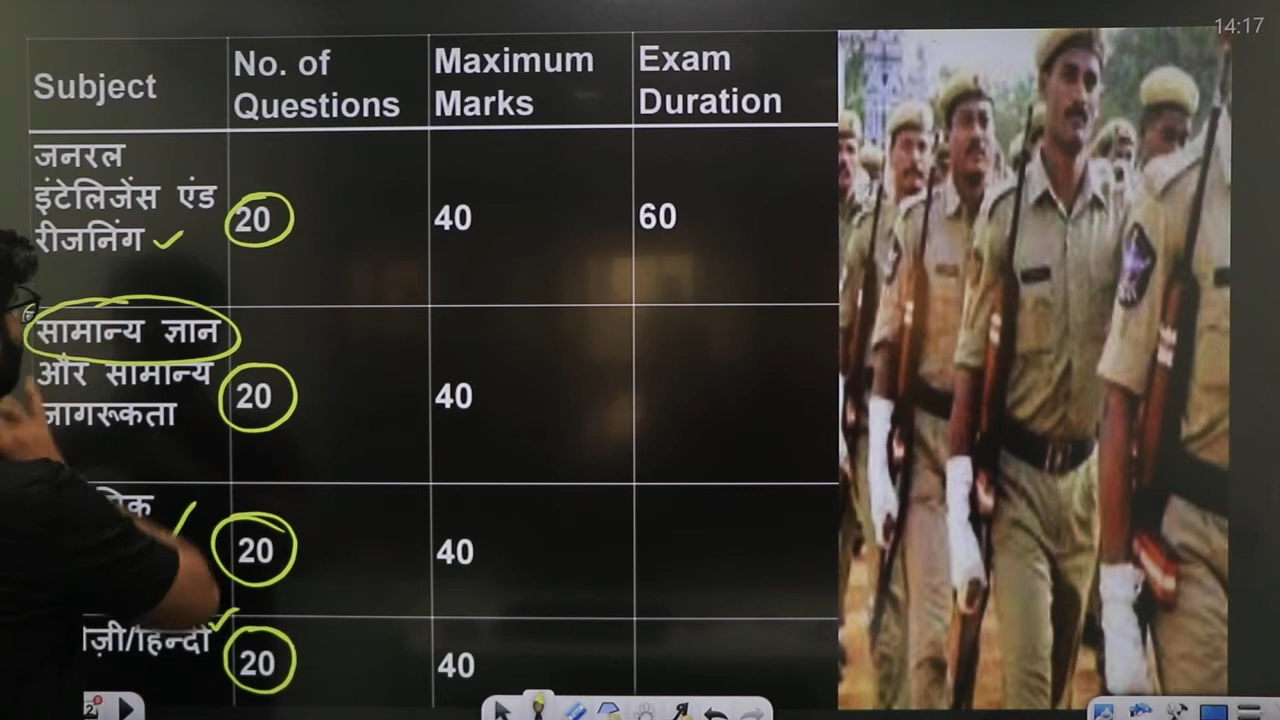 14:17
Subject
No. of
Questions
Maximum
Marks
Exam
Duration
जनरल
इंटेलिजेंस एंड
रीजनिंग
20
40
60
सामान्य ज्ञान
और सामान्य
जागरूकता
20
40
20
40
/हिन्दी
20
40